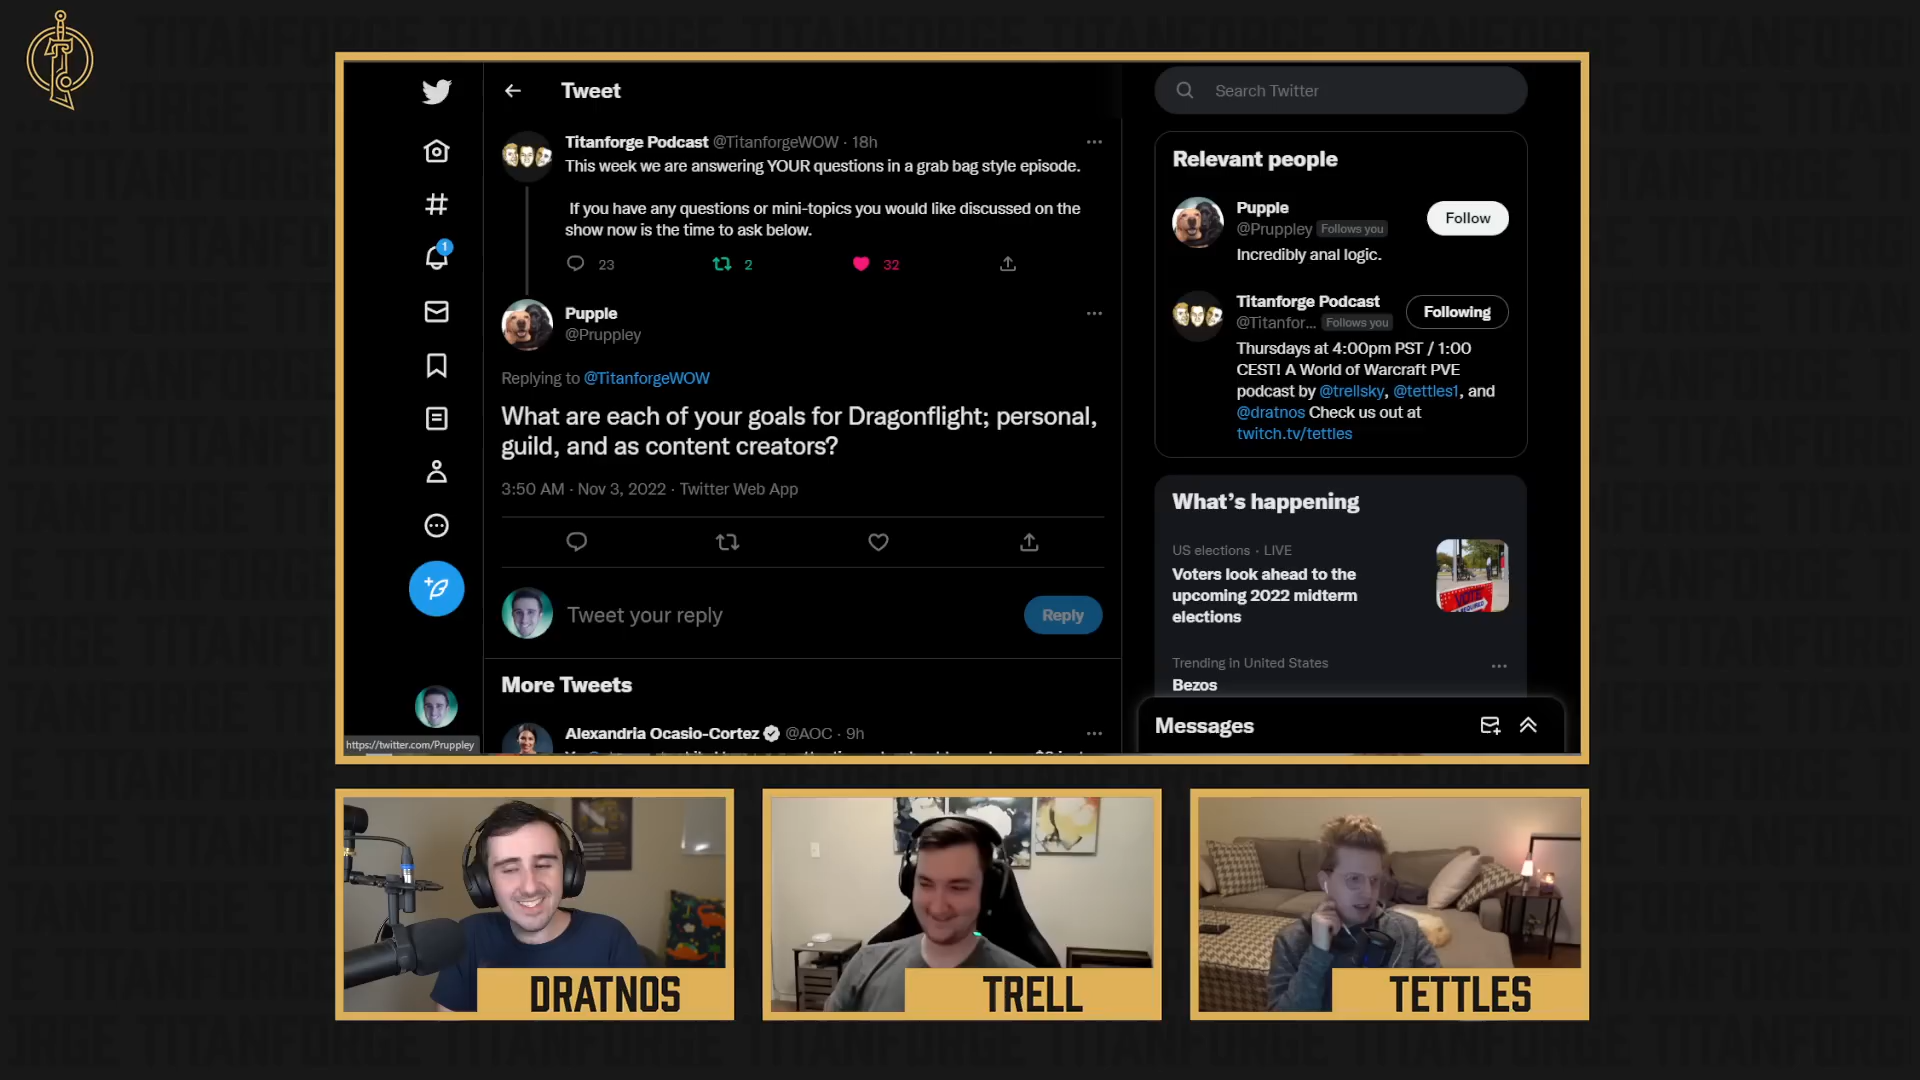 Tweet
Titanforge Podcast @TitanforgeWOW · 18h
This week we are answering YOUR questions in a grab bag style episode.
If you have any questions or mini-topics you would like discussed on the
show now is the time to ask below.
23 2 32
Pupple
@Pruppley
Replying to @TitanforgeWOW
What are each of your goals for Dragonflight; personal,
guild, and as content creators?
3:50 AM · Nov 3, 2022 · Twitter Web App
Tweet your reply
Reply
More Tweets
Alexandria Ocasio-Cortez @AOC · 9h
1
https://twitter.com/Pruppley
Search Twitter
Relevant people
Pupple
@Pruppley Follows you
Follow
Incredibly anal logic.
Titanforge Podcast
@Titanfor... Follows you
Following
Thursdays at 4:00pm PST / 1:00
CEST! A World of Warcraft PVE
podcast by @trellsky, @tettles1, and
@dratnos Check us out at
twitch.tv/tettles
What's happening
US elections · LIVE
Voters look ahead to the
upcoming 2022 midterm
elections
VOTE
Trending in United States
Bezos
Messages
DRATNOS
TRELL
TETTLES